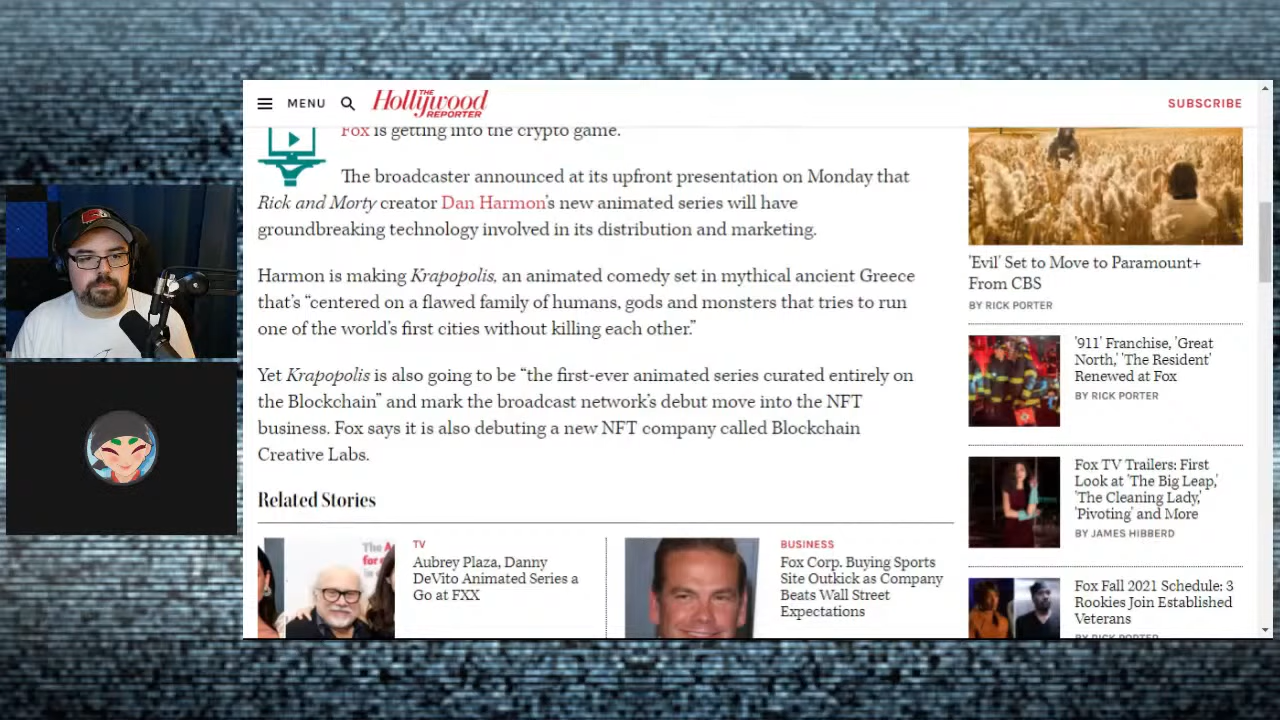 MENU
THE
Hollywood
REPORTER
SUBSCRIBE
Fox is getting into the crypto game.
The broadcaster announced at its upfront presentation on Monday that
Rick and Morty creator Dan Harmon's new animated series will have
groundbreaking technology involved in its distribution and marketing.
Harmon is making Krapopolis, an animated comedy set in mythical ancient Greece
that's “centered on a flawed family of humans, gods and monsters that tries to run
one of the world's first cities without killing each other.”
Yet Krapopolis is also going to be “the first-ever animated series curated entirely on
the Blockchain” and mark the broadcast network's debut move into the NFT
business. Fox says it is also debuting a new NFT company called Blockchain
Creative Labs.
Related Stories
TV
Aubrey Plaza, Danny
DeVito Animated Series a
Go at FXX
BUSINESS
Fox Corp. Buying Sports
Site Outkick as Company
Beats Wall Street
Expectations
'Evil' Set to Move to Paramount+
From CBS
BY RICK PORTER
'911' Franchise, 'Great
North,' 'The Resident'
Renewed at Fox
BY RICK PORTER
Fox TV Trailers: First
Look at 'The Big Leap,'
'The Cleaning Lady,'
'Pivoting' and More
BY JAMES HIBBERD
Fox Fall 2021 Schedule: 3
Rookies Join Established
Veterans
BY RICK PORTER